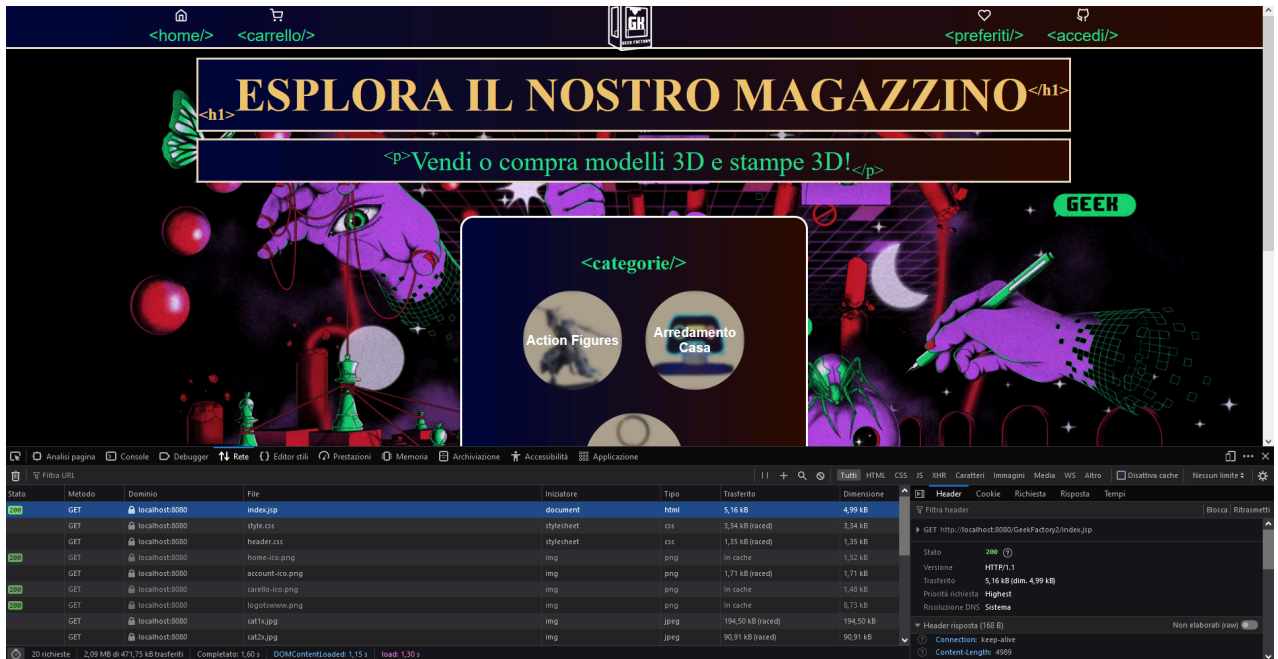 <home/> <carrello/> GK GEEK FACTORY <preferiti/> <accedi/>
<h1>ESPLORA IL NOSTRO MAGAZZINO</h1>
<p>Vendi o compra modelli 3D e stampe 3D!</p>
GEEK
<categorie/>
Action Figures
Arredamento
Casa
Analisi pagina Console Debugger Rete Editor stili Prestazioni Memoria Archiviazione Accessibilità Applicazione
Filtra URL Tutti HTML CSS JS XHR Caratteri Immagini Media WS Altro Disattiva cache Nessun limite
Stato Metodo Dominio File Iniziatore Tipo Trasferito Dimensione Header Cookie Richiesta Risposta Tempi
200 GET localhost:8080 index.jsp document html 5,16 kB 4,99 kB
GET localhost:8080 style.css stylesheet css 3,34 kB (raced) 3,34 kB
GET localhost:8080 header.css stylesheet css 1,35 kB (raced) 1,35 kB
200 GET localhost:8080 home-ico.png img png In cache 1,52 kB
GET localhost:8080 account-ico.png img png 1,71 kB (raced) 1,71 kB
200 GET localhost:8080 carello-ico.png img png In cache 1,48 kB
200 GET localhost:8080 logotswww.png img png In cache 8,73 kB
GET localhost:8080 cat1x.jpg img jpeg 194,50 kB (raced) 194,50 kB
GET localhost:8080 cat2x.jpg img jpeg 90,91 kB (raced) 90,91 kB
20 richieste 2,09 MB di 471,75 kB trasferiti Completato: 1,60 s DOMContentLoaded: 1,15 s load: 1,30 s
Filtra header Blocca Ritrasmetti
GET http://localhost:8080/GeekFactory2/index.jsp
Stato 200
Versione HTTP/1.1
Trasferito 5,16 kB (dim. 4,99 kB)
Priorità richiesta Highest
Risoluzione DNS Sistema
Header risposta (168 B) Non elaborati (raw)
Connection: keep-alive
Content-Length: 4989